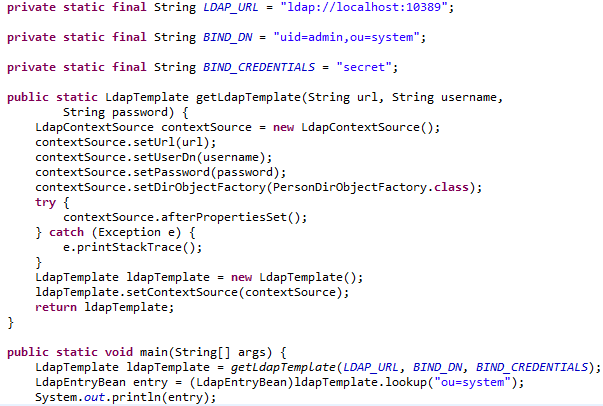 private static final String LDAP_URL = "ldap://localhost:10389";
private static final String BIND_DN = "uid=admin,ou=system";
private static final String BIND_CREDENTIALS = "secret";
public static LdapTemplate getLdapTemplate(String url, String username,
String password) {
LdapContextSource contextSource = new LdapContextSource();
contextSource.setUrl(url);
contextSource.setUserDn(username);
contextSource.setPassword(password);
contextSource.setDirObjectFactory(PersonDirObjectFactory.class);
try {
contextSource.afterPropertiesSet();
} catch (Exception e) {
e.printStackTrace();
}
LdapTemplate ldapTemplate = new LdapTemplate();
ldapTemplate.setContextSource(contextSource);
return ldapTemplate;
}
public static void main(String[] args) {
LdapTemplate ldapTemplate = getLdapTemplate(LDAP_URL, BIND_DN, BIND_CREDENTIALS);
LdapEntryBean entry = (LdapEntryBean)ldapTemplate.lookup("ou=system");
System.out.println(entry);